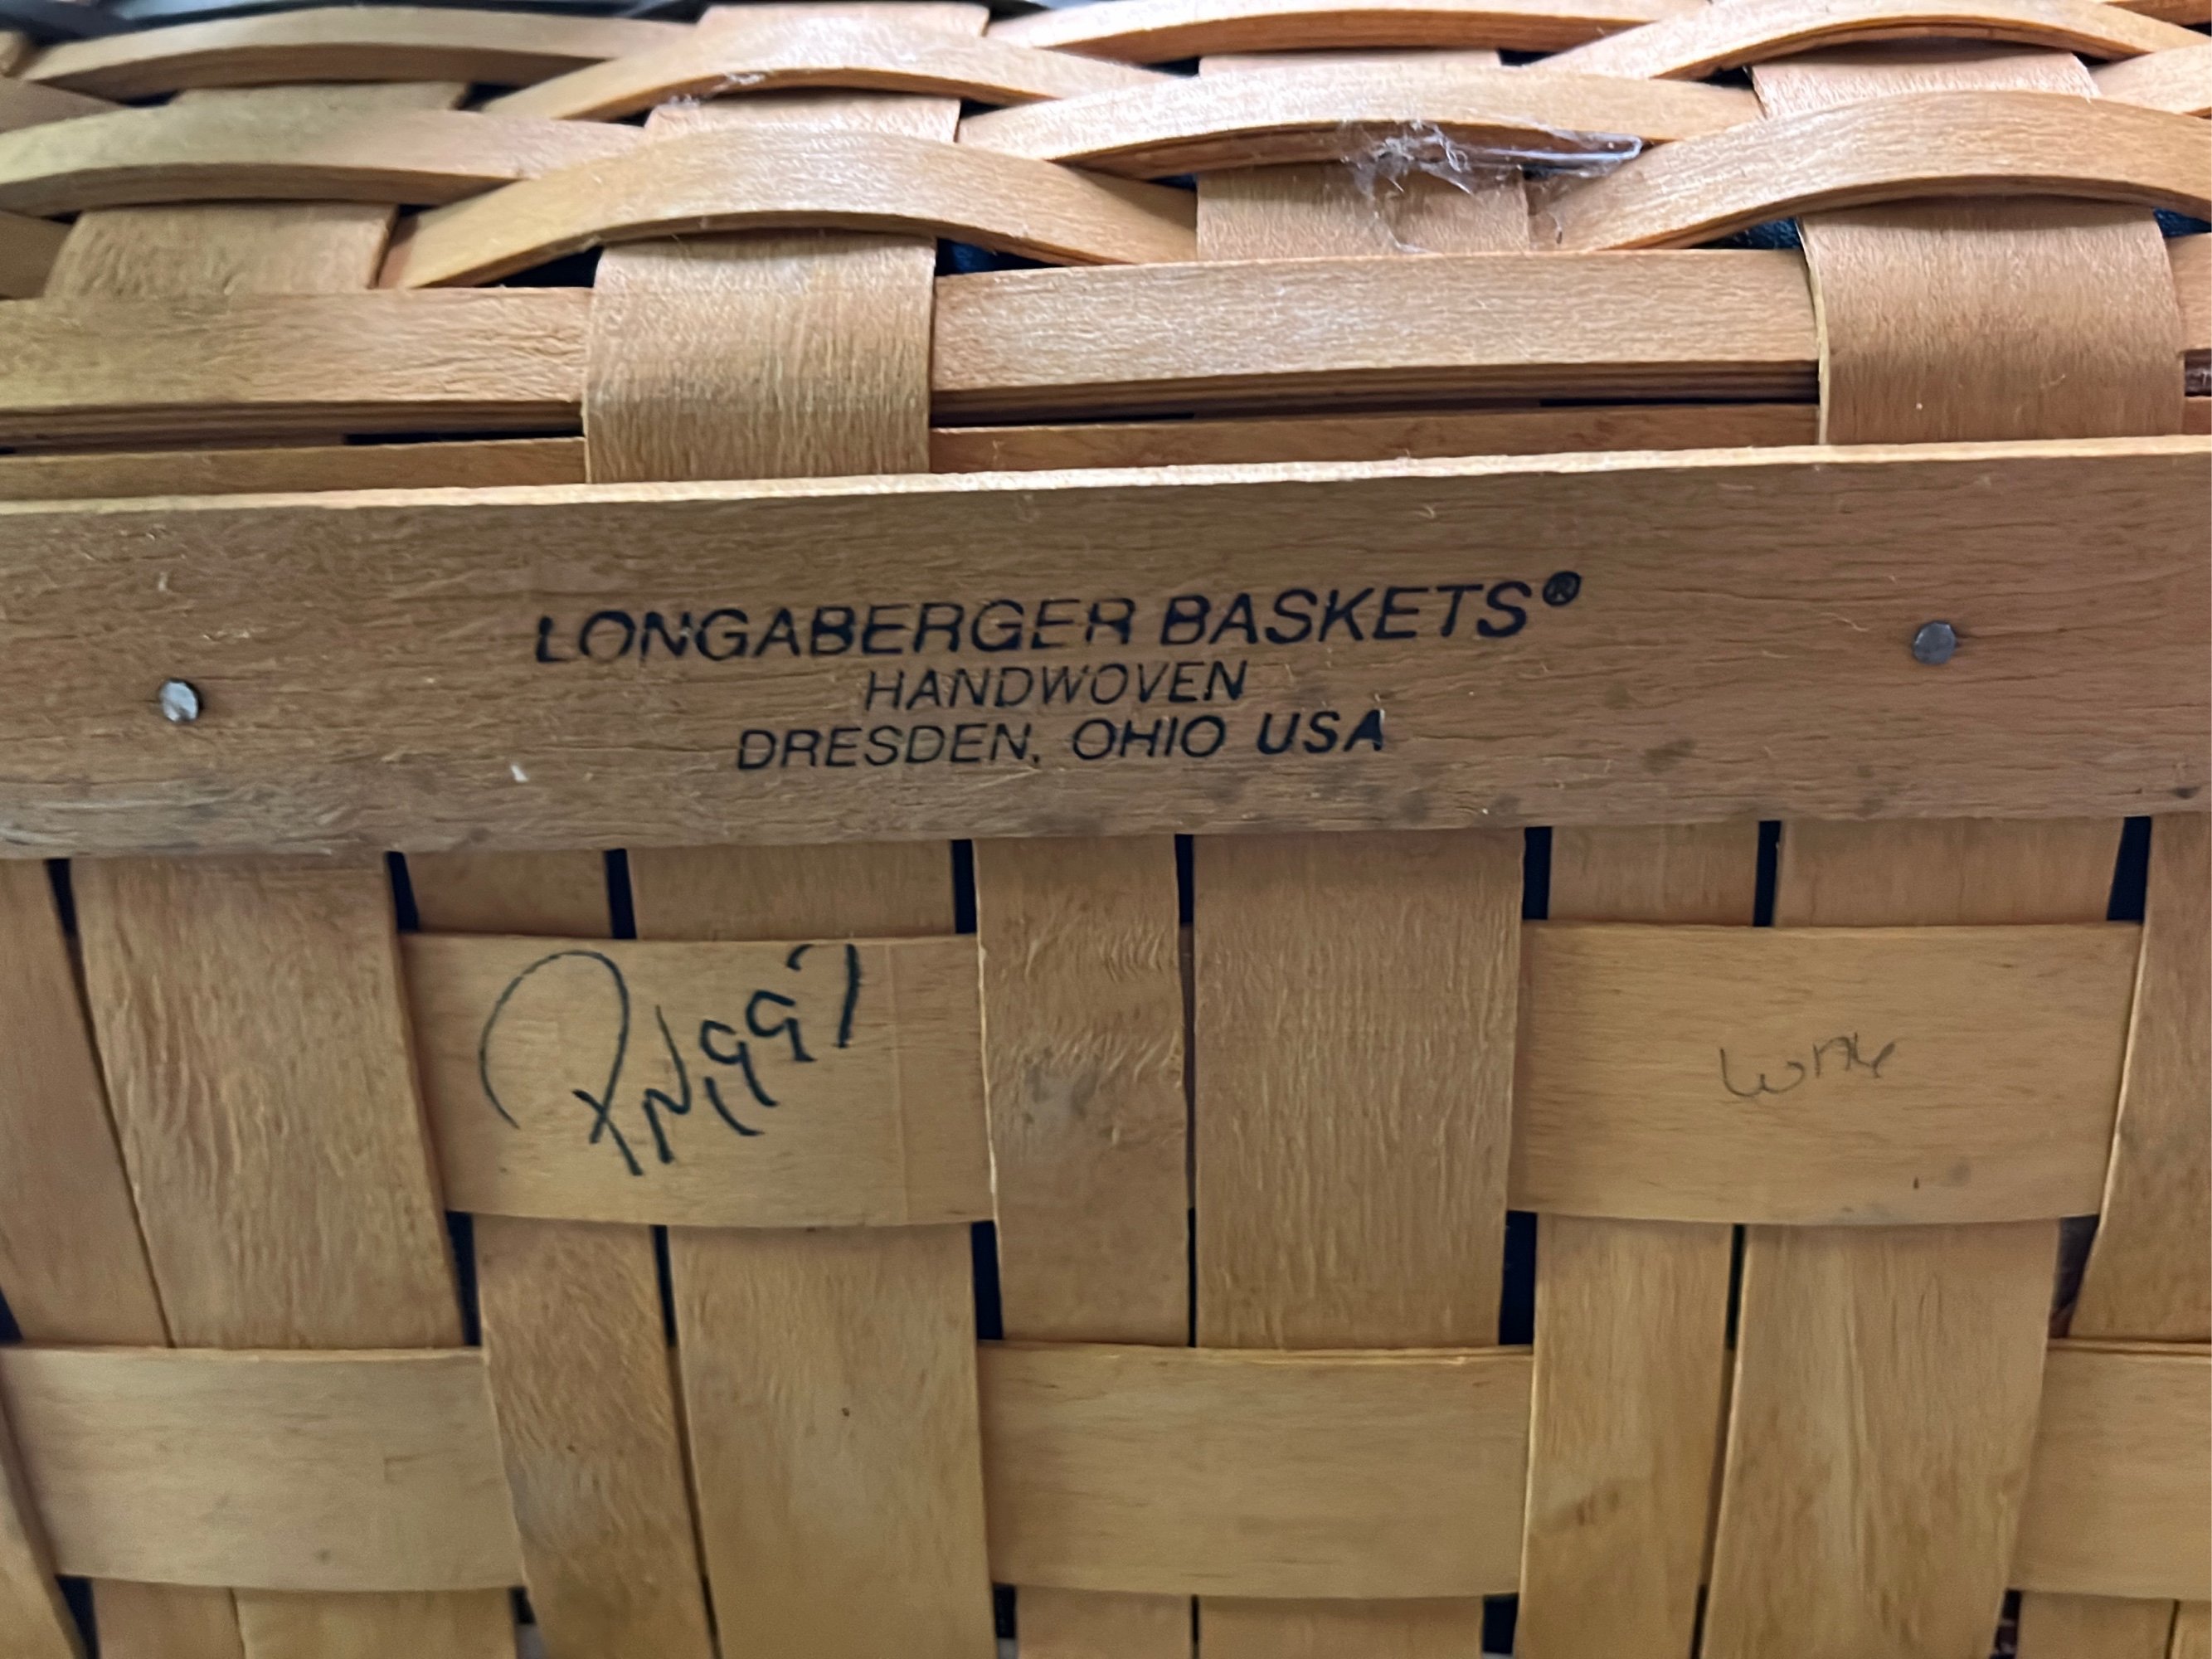 LONGABERGER BASKETS®
HANDWOVEN
DRESDEN, OHIO USA
1997